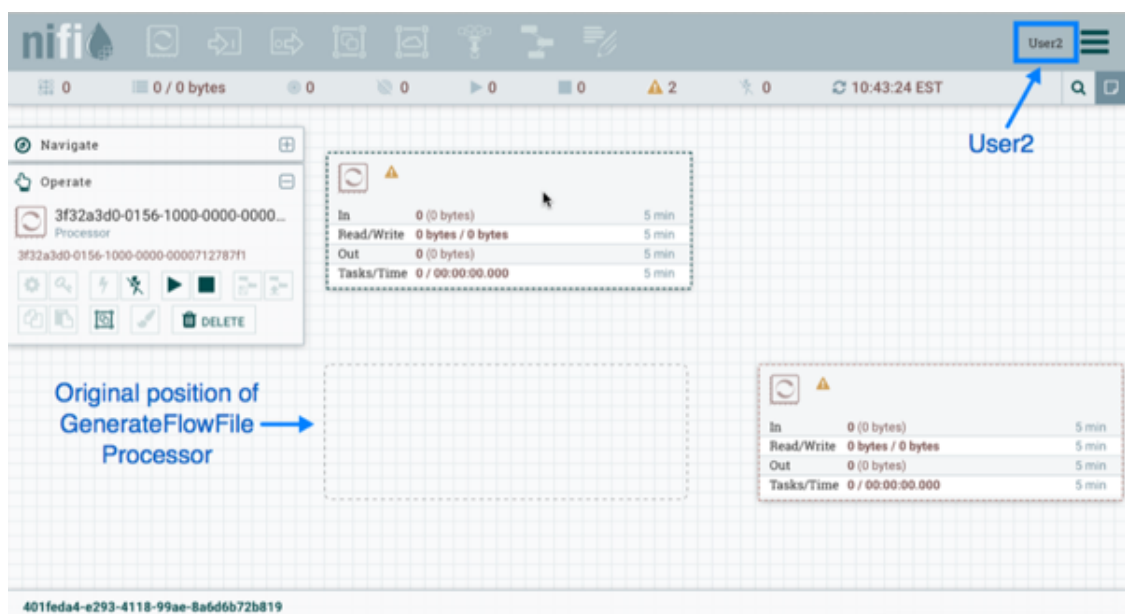 nifi
User2
0
0 / 0 bytes
0
0
0
0
2
0
10:43:24 EST
User2
Navigate
Operate
3f32a3d0-0156-1000-0000-0000...
Processor
3f32a3d0-0156-1000-0000-0000712787f1
DELETE
In 0 (0 bytes) 5 min
Read/Write 0 bytes / 0 bytes 5 min
Out 0 (0 bytes) 5 min
Tasks/Time 0 / 00:00:00.000 5 min
Original position of
GenerateFlowFile
Processor
In 0 (0 bytes) 5 min
Read/Write 0 bytes / 0 bytes 5 min
Out 0 (0 bytes) 5 min
Tasks/Time 0 / 00:00:00.000 5 min
401feda4-e293-4118-99ae-8a6d6b72b819